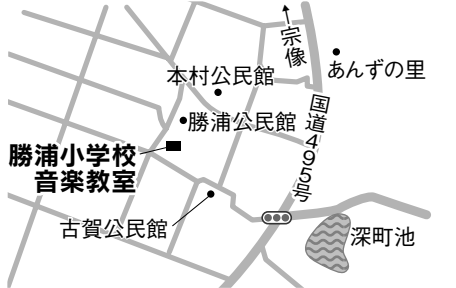 宗像
あんずの里
本村公民館
国道495号
勝浦公民館
勝浦小学校
音楽教室
古賀公民館
深町池